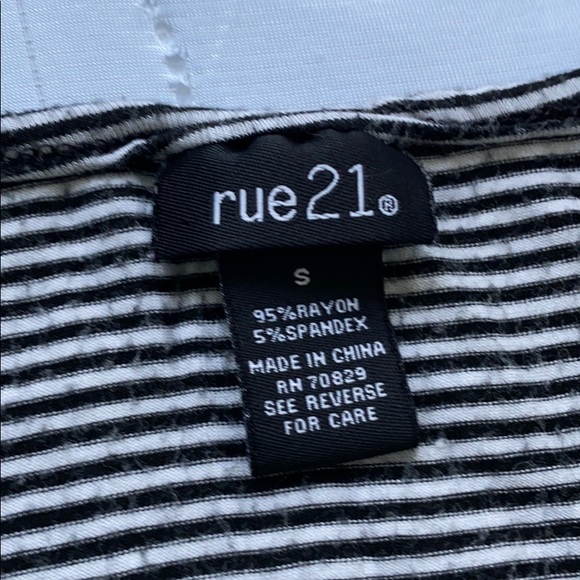 rue21®
S
95%RAYON
5%SPANDEX
MADE IN CHINA
RN 70829
SEE REVERSE
FOR CARE